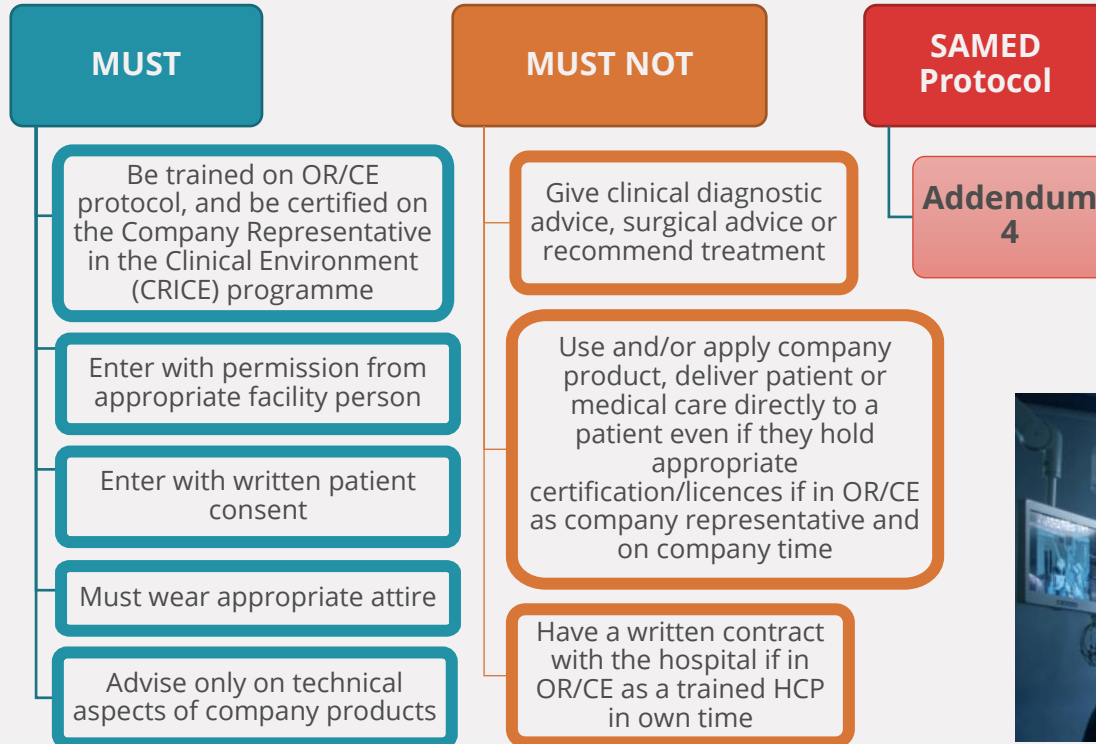 MUST
Be trained on OR/CE
protocol, and be certified on
the Company Representative
in the Clinical Environment
(CRICE) programme
Enter with permission from
appropriate facility person
Enter with written patient
consent
Must wear appropriate attire
Advise only on technical
aspects of company products
MUST NOT
Give clinical diagnostic
advice, surgical advice or
recommend treatment
Use and/or apply company
product, deliver patient or
medical care directly to a
patient even if they hold
appropriate
certification/licences if in OR/CE
as company representative and
on company time
Have a written contract
with the hospital if in
OR/CE as a trained HCP
in own time
SAMED
Protocol
Addendum
4